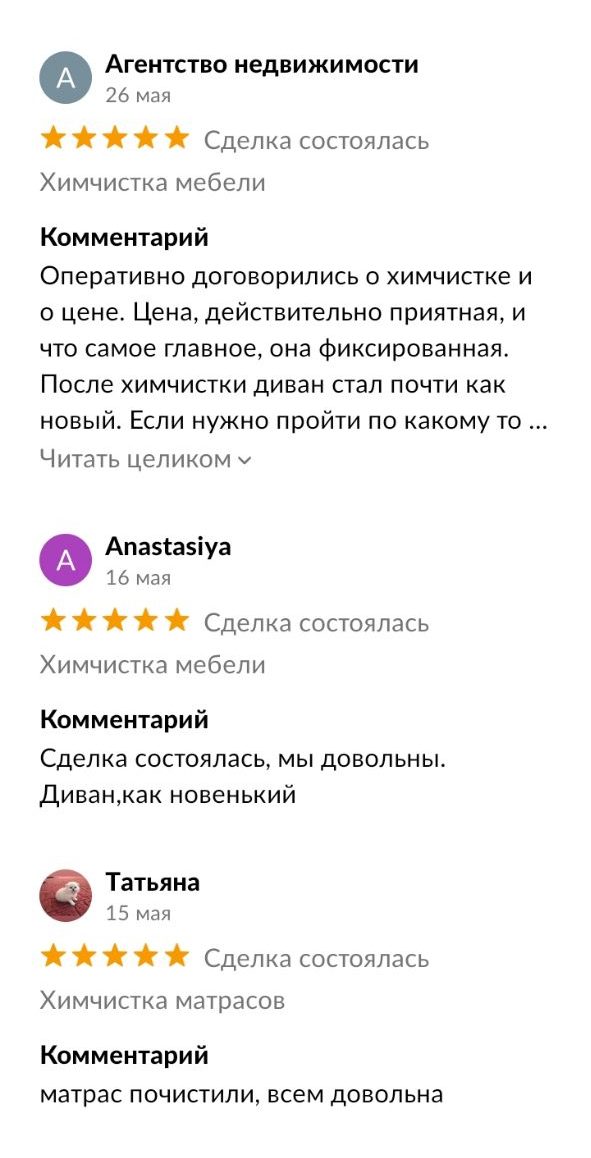 А
Агентство недвижимости
26 мая
Сделка состоялась
Химчистка мебели
Комментарий
Оперативно договорились о химчистке и
о цене. Цена, действительно приятная, и
что самое главное, она фиксированная.
После химчистки диван стал почти как
новый. Если нужно пройти по какому то ...
Читать целиком
A
Anastasiya
16 мая
Сделка состоялась
Химчистка мебели
Комментарий
Сделка состоялась, мы довольны.
Диван,как новенький
Татьяна
15 мая
Сделка состоялась
Химчистка матрасов
Комментарий
матрас почистили, всем довольна